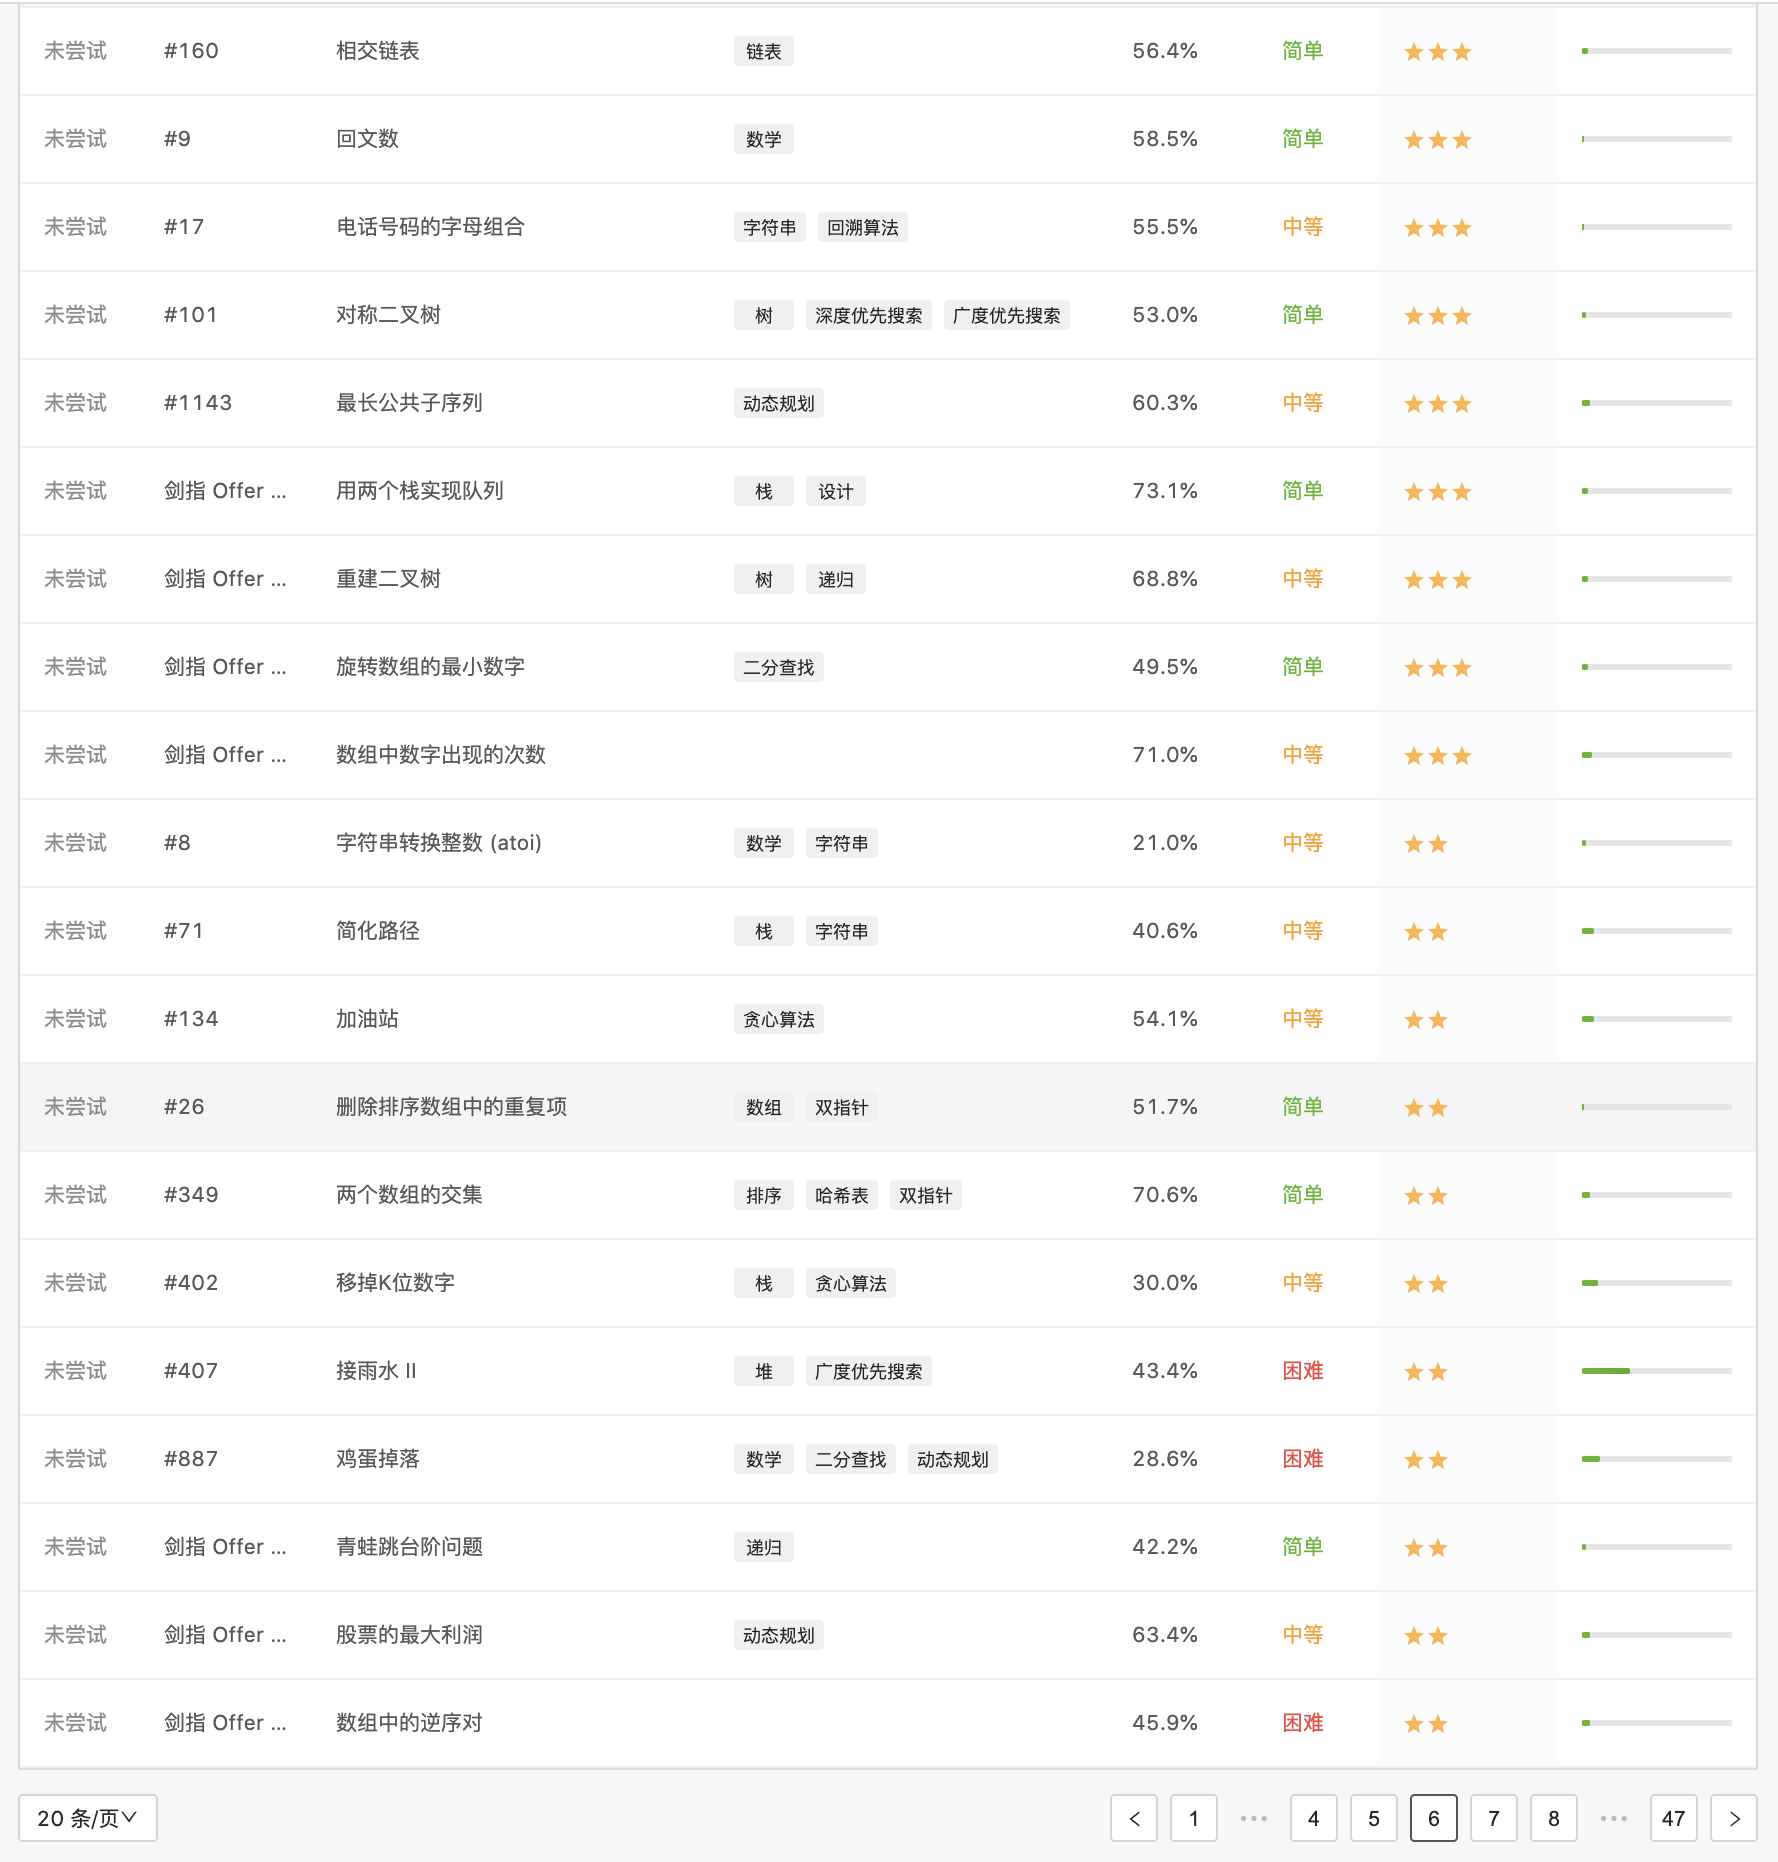 未尝试 #160 相交链表 链表 56.4% 简单
未尝试 #9 回文数 数学 58.5% 简单
未尝试 #17 电话号码的字母组合 字符串 回溯算法 55.5% 中等
未尝试 #101 对称二叉树 树 深度优先搜索 广度优先搜索 53.0% 简单
未尝试 #1143 最长公共子序列 动态规划 60.3% 中等
未尝试 剑指 Offer ... 用两个栈实现队列 栈 设计 73.1% 简单
未尝试 剑指 Offer ... 重建二叉树 树 递归 68.8% 中等
未尝试 剑指 Offer ... 旋转数组的最小数字 二分查找 49.5% 简单
未尝试 剑指 Offer ... 数组中数字出现的次数 71.0% 中等
未尝试 #8 字符串转换整数 (atoi) 数学 字符串 21.0% 中等
未尝试 #71 简化路径 栈 字符串 40.6% 中等
未尝试 #134 加油站 贪心算法 54.1% 中等
未尝试 #26 删除排序数组中的重复项 数组 双指针 51.7% 简单
未尝试 #349 两个数组的交集 排序 哈希表 双指针 70.6% 简单
未尝试 #402 移掉K位数字 栈 贪心算法 30.0% 中等
未尝试 #407 接雨水 II 堆 广度优先搜索 43.4% 困难
未尝试 #887 鸡蛋掉落 数学 二分查找 动态规划 28.6% 困难
未尝试 剑指 Offer ... 青蛙跳台阶问题 递归 42.2% 简单
未尝试 剑指 Offer ... 股票的最大利润 动态规划 63.4% 中等
未尝试 剑指 Offer ... 数组中的逆序对 45.9% 困难
20 条/页 < 1 ••• 4 5 6 7 8 ••• 47 >